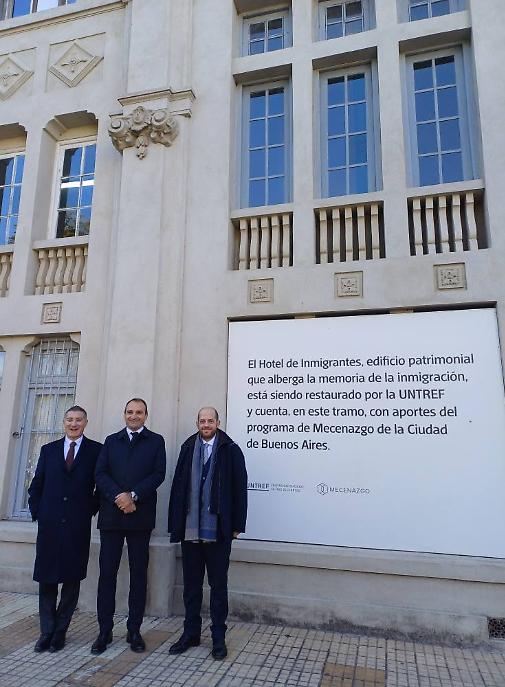 El Hotel de Inmigrantes, edificio patrimonial
que alberga la memoria de la inmigración,
está siendo restaurado por la UNTREF
y cuenta, en este tramo, con aportes del
programa de Mecenazgo de la Ciudad
de Buenos Aires.
UNTREF
MECENAZGO